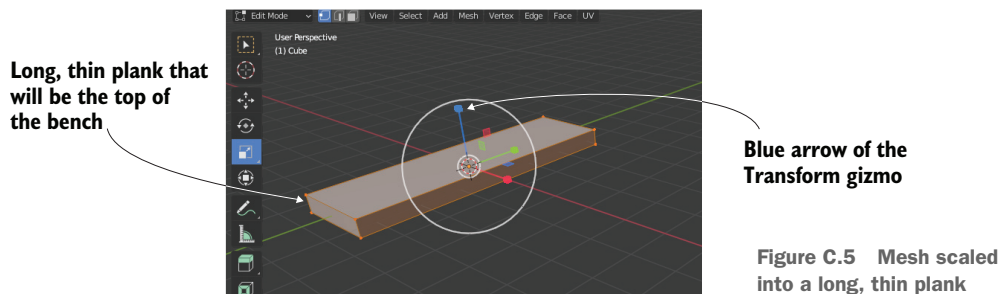 Edit Mode View Select Add Mesh Vertex Edge Face UV
User Perspective
(1) Cube
Long, thin plank that
will be the top of
the bench
Blue arrow of the
Transform gizmo
Figure C.5 Mesh scaled
into a long, thin plank